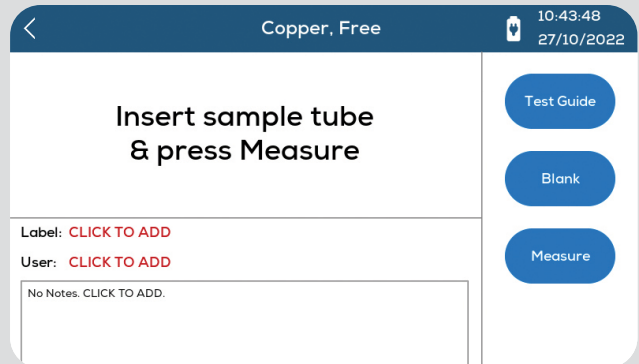 Copper, Free
10:43:48
27/10/2022
Insert sample tube
& press Measure
Test Guide
Blank
Measure
Label: CLICK TO ADD
User: CLICK TO ADD
No Notes. CLICK TO ADD.